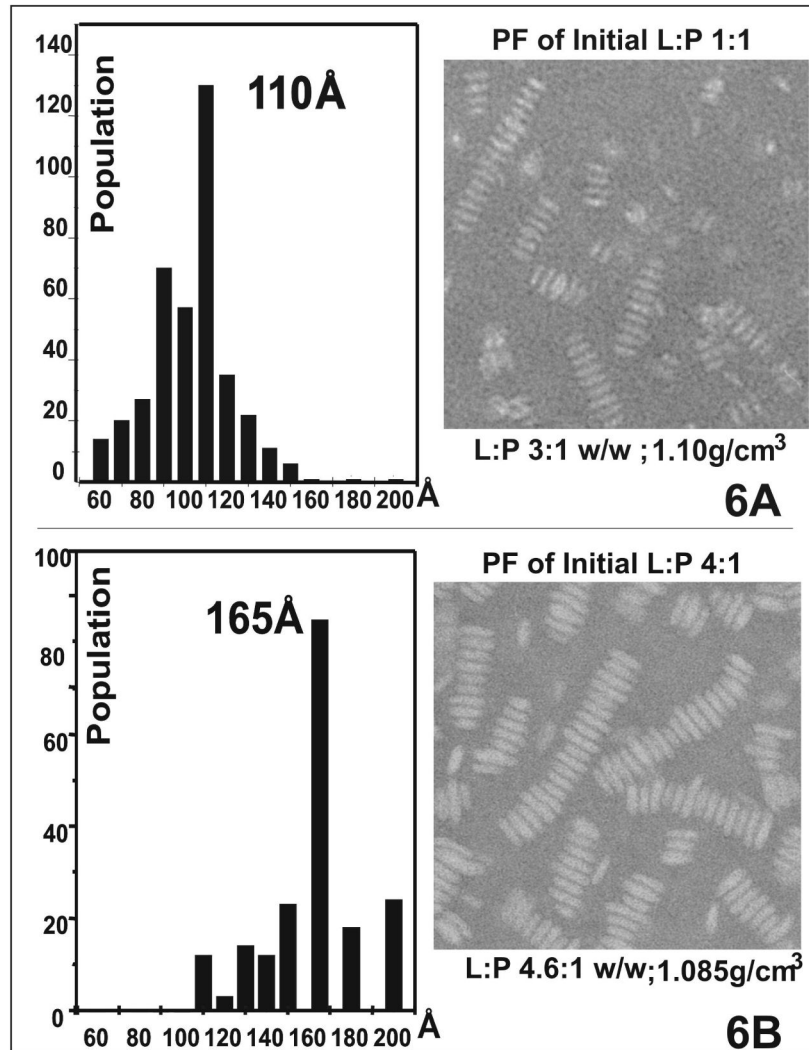 140
120
100
80
60
40
20
0
Population
110Å
60 80 100 120 140 160 200 Å
PF of Initial L:P 1:1
L:P 3:1 w/w ;1.10g/cm³
6A
100
80
60
40
20
0
Population
165Å
60 80 100 120 140 160 200 Å
PF of Initial L:P 4:1
L:P 4.6:1 w/w;1.085g/cm³
6B